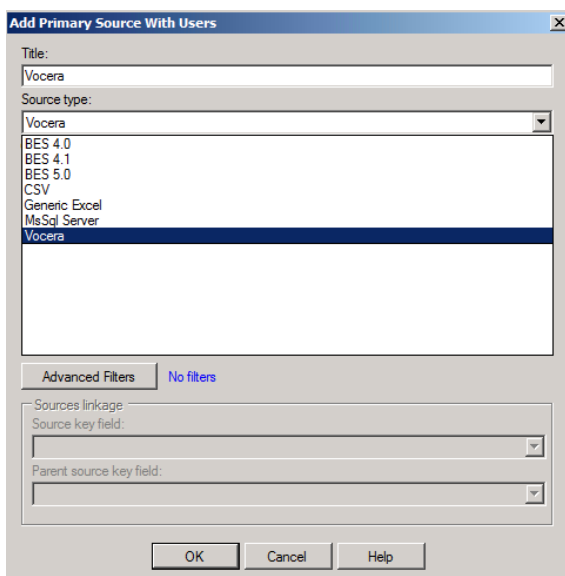 Add Primary Source With Users
Title:
Vocera
Source type:
Vocera
BES 4.0
BES 4.1
BES 5.0
CSV
Generic Excel
MsSql Server
Vocera
Advanced Filters No filters
Sources linkage
Source key field:
Parent source key field:
OK Cancel Help